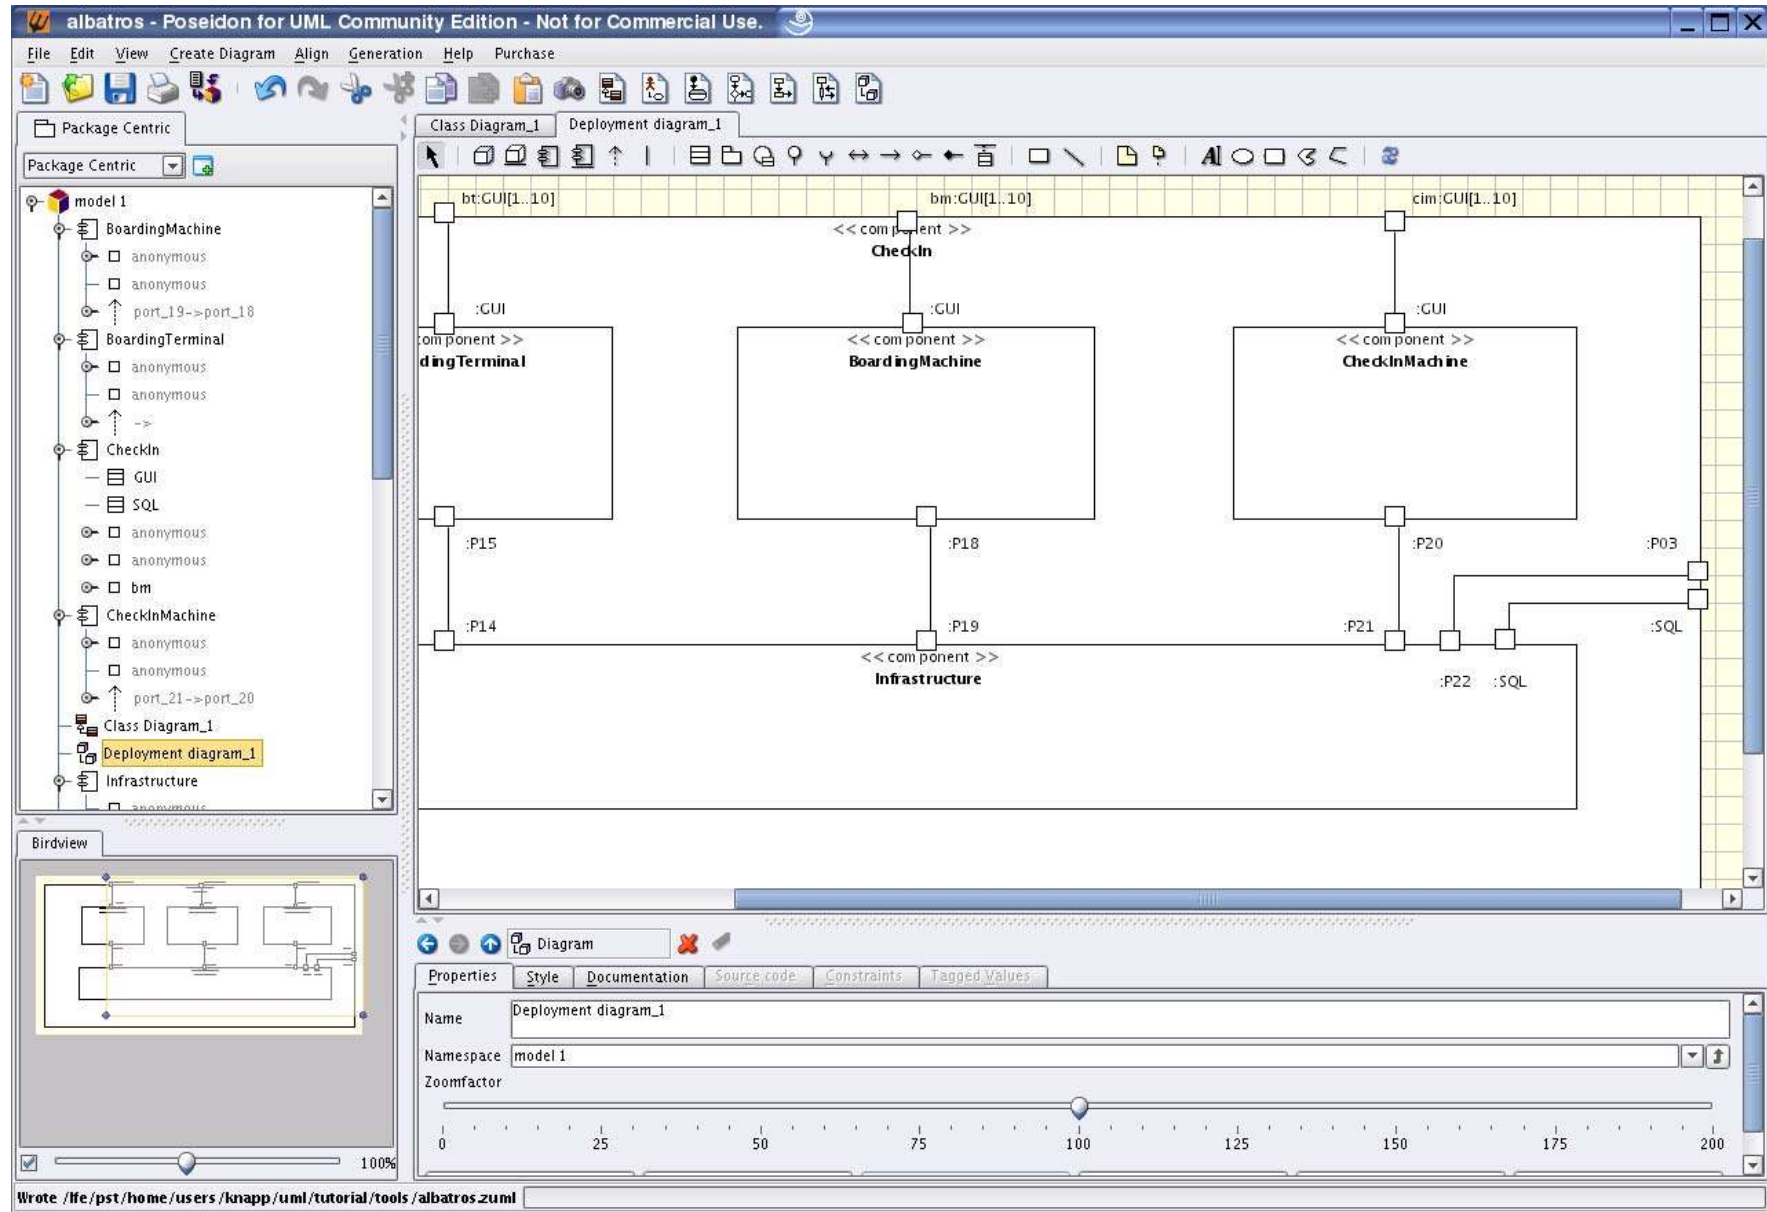 albatros - Poseidon for UML Community Edition - Not for Commercial Use.
File Edit View Create Diagram Align Generation Help Purchase
Package Centric
Package Centric
model 1
BoardingMachine
anonymous
anonymous
port_19->port_18
BoardingTerminal
anonymous
anonymous
->
CheckIn
GUI
SQL
anonymous
anonymous
bm
CheckInMachine
anonymous
anonymous
port_21->port_20
Class Diagram_1
Deployment diagram_1
Infrastructure
anonymous
Birdview
100%
Class Diagram_1 Deployment diagram_1
bt:GUI[1..10] bm:GUI[1..10] cim:GUI[1..10]
<<component>>
CheckIn
:GUI :GUI :GUI
omponent >> <<component >> <<component >>
dingTerminal BoardingMachine CheckInMachine
:P15 :P18 :P20 :P03
:P14 :P19 :P21 :SQL
<<component >>
Infrastructure
:P22 :SQL
Diagram
Properties Style Documentation Source code Constraints Tagged Values
Name Deployment diagram_1
Namespace model 1
Zoomfactor
0 25 50 75 100 125 150 175 200
Wrote /lfe/pst/home/users/knapp/uml/tutorial/tools/albatros.zuml